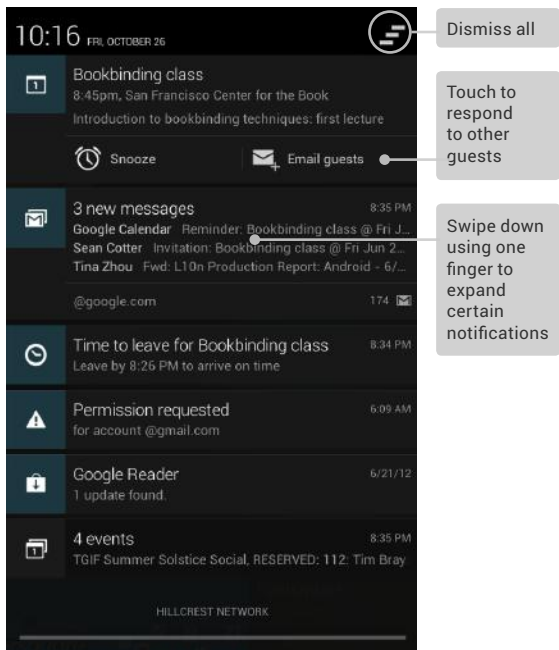 10:16 FRI, OCTOBER 26
Dismiss all
Bookbinding class
8:45pm, San Francisco Center for the Book
Introduction to bookbinding techniques: first lecture
Snooze
Email guests
Touch to
respond
to other
guests
3 new messages 8:35 PM
Google Calendar Reminder: Bookbinding class @ Fri J...
Sean Cotter Invitation: Bookbinding class @ Fri Jun 2...
Tina Zhou Fwd: L10n Production Report: Android - 6/...
@google.com 174
Swipe down
using one
finger to
expand
certain
notifications
Time to leave for Bookbinding class 8:34 PM
Leave by 8:26 PM to arrive on time
Permission requested 6:09 AM
for account @gmail.com
Google Reader 6/21/12
1 update found.
4 events 8:35 PM
TGIF Summer Solstice Social, RESERVED: 112: Tim Bray
HILLCREST NETWORK